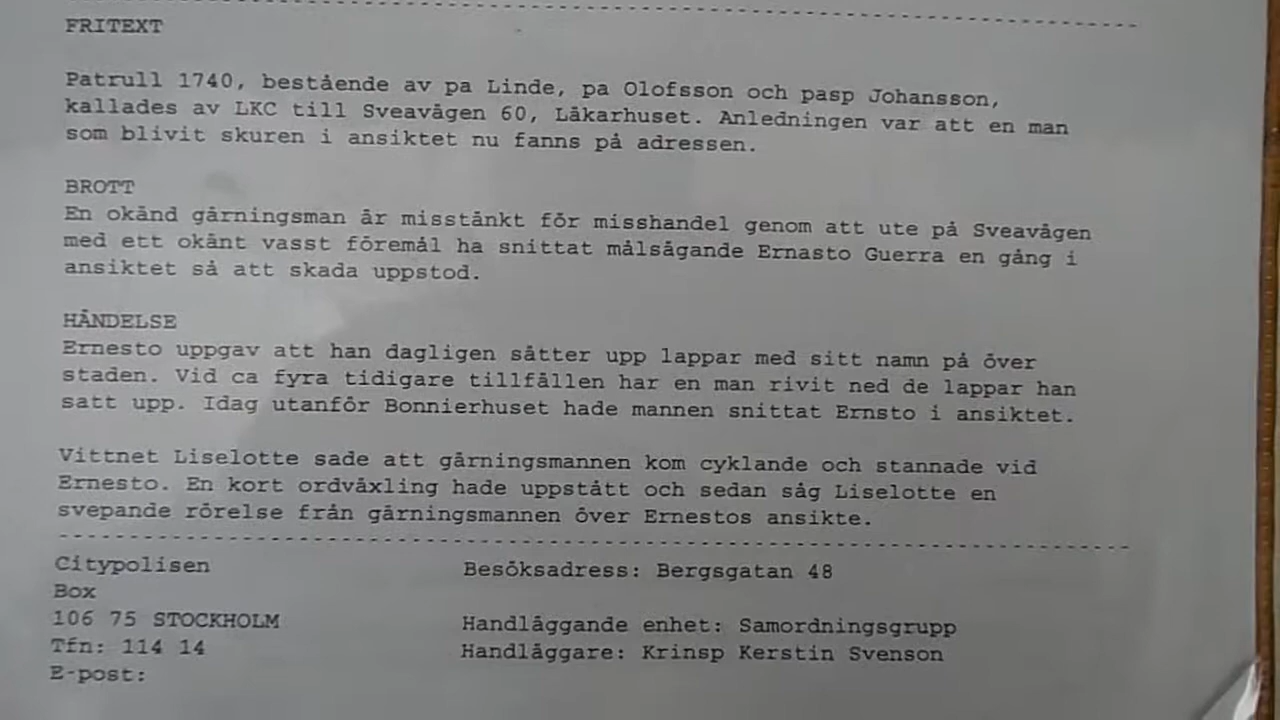 FRITEXT
Patrull 1740, bestående av pa Linde, pa Olofsson och pasp Johansson,
kallades av LKC till Sveavägen 60, Läkarhuset. Anledningen var att en man
som blivit skuren i ansiktet nu fanns på adressen.
BROTT
En okänd gärningsman är misstänkt för misshandel genom att ute på Sveavägen
med ett okänt vasst föremål ha snittat målsägande Ernasto Guerra en gång i
ansiktet så att skada uppstod.
HÄNDELSE
Ernesto uppgav att han dagligen sätter upp lappar med sitt namn på över
staden. Vid ca fyra tidigare tillfällen har en man rivit ned de lappar han
satt upp. Idag utanför Bonnierhuset hade mannen snittat Ernsto i ansiktet.
Vittnet Liselotte sade att gärningsmannen kom cyklande och stannade vid
Ernesto. En kort ordväxling hade uppstått och sedan såg Liselotte en
svepande rörelse från gärningsmannen över Ernestos ansikte.
Citypolisen
Besöksadress: Bergsgatan 48
Box
106 75 STOCKHOLM
Handläggande enhet: Samordningsgrupp
Tfn: 114 14
Handläggare: Krinsp Kerstin Svenson
E-post: